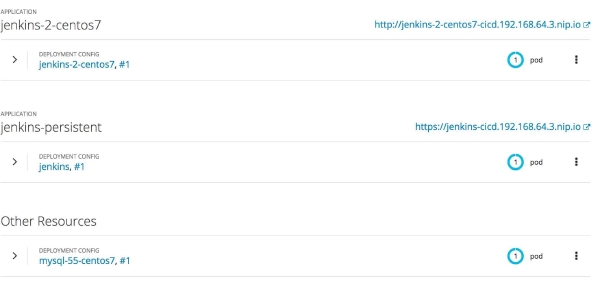 APPLICATION
jenkins-2-centos7 http://jenkins-2-centos7-cicd.192.168.64.3.nip.io
DEPLOYMENT CONFIG
jenkins-2-centos7, #1 1 pod
APPLICATION
jenkins-persistent https://jenkins-cicd.192.168.64.3.nip.io
DEPLOYMENT CONFIG
jenkins, #1 1 pod
Other Resources
DEPLOYMENT CONFIG
mysql-55-centos7, #1 1 pod